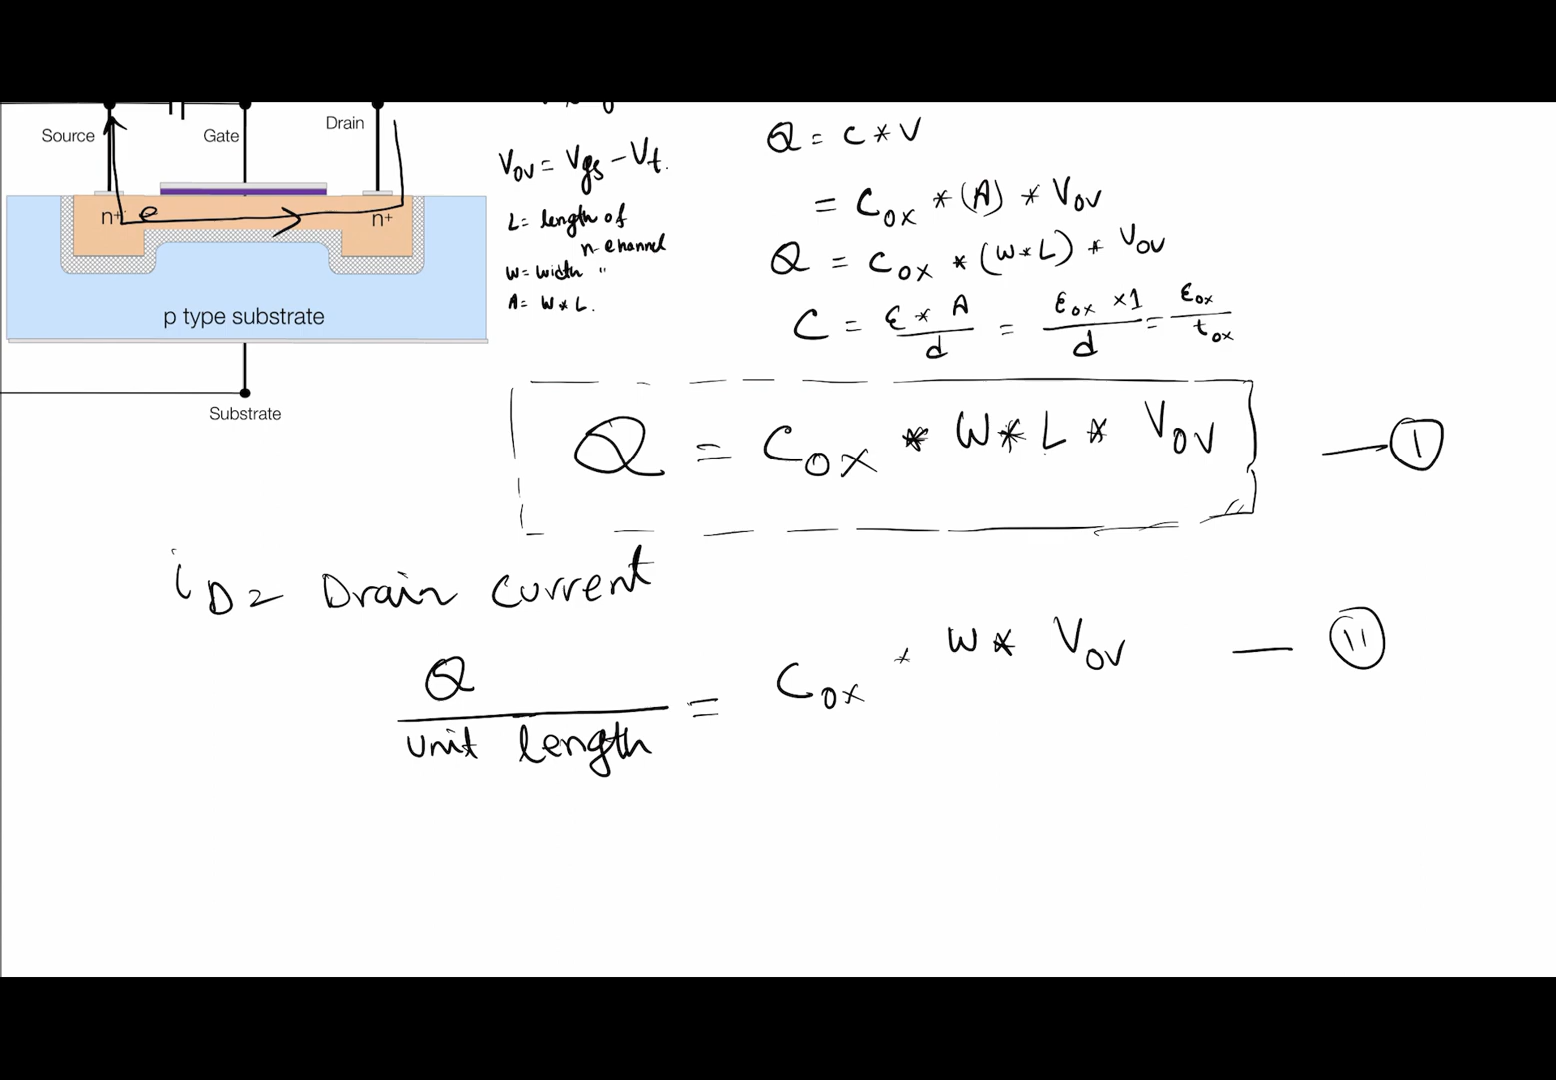 Source
Gate
Drain
n+ e n+
p type substrate
Substrate
Vov = Vgs - Vt.
L = length of
n-channel
W = width "
A = W * L.
Q = C * V
= Cox * (A) * Vov
Q = Cox * (W * L) * Vov
C = ε * A / d = εox × 1 / d = εox / tox
Q = Cox * W * L * Vov — I
iD = Drain current
Q / unit length = Cox * W * Vov — II